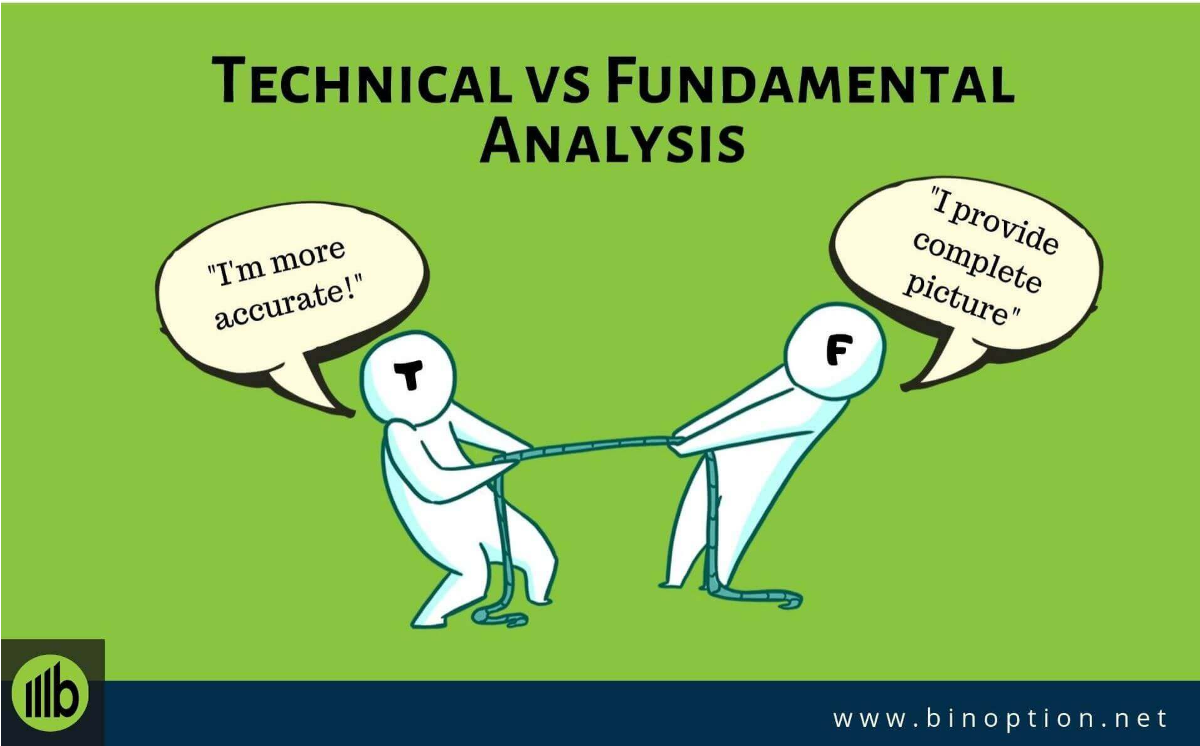 TECHNICAL VS FUNDAMENTAL
ANALYSIS
"I'm more
accurate!"
"I provide
complete
picture"
T
F
b
www.binoption.net